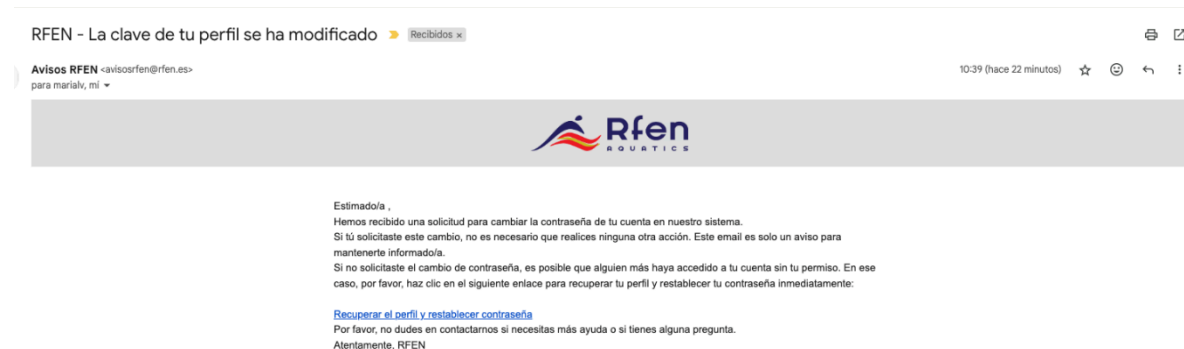 RFEN - La clave de tu perfil se ha modificado Recibidos ×
Avisos RFEN <avisosrfen@rfen.es> 10:39 (hace 22 minutos)
para marialv, mí
Rfen
AQUATICS
Estimado/a ,
Hemos recibido una solicitud para cambiar la contraseña de tu cuenta en nuestro sistema.
Si tú solicitaste este cambio, no es necesario que realices ninguna otra acción. Este email es solo un aviso para
mantenerte informado/a.
Si no solicitaste el cambio de contraseña, es posible que alguien más haya accedido a tu cuenta sin tu permiso. En ese
caso, por favor, haz clic en el siguiente enlace para recuperar tu perfil y restablecer tu contraseña inmediatamente:
Recuperar el perfil y restablecer contraseña
Por favor, no dudes en contactarnos si necesitas más ayuda o si tienes alguna pregunta.
Atentamente, RFEN